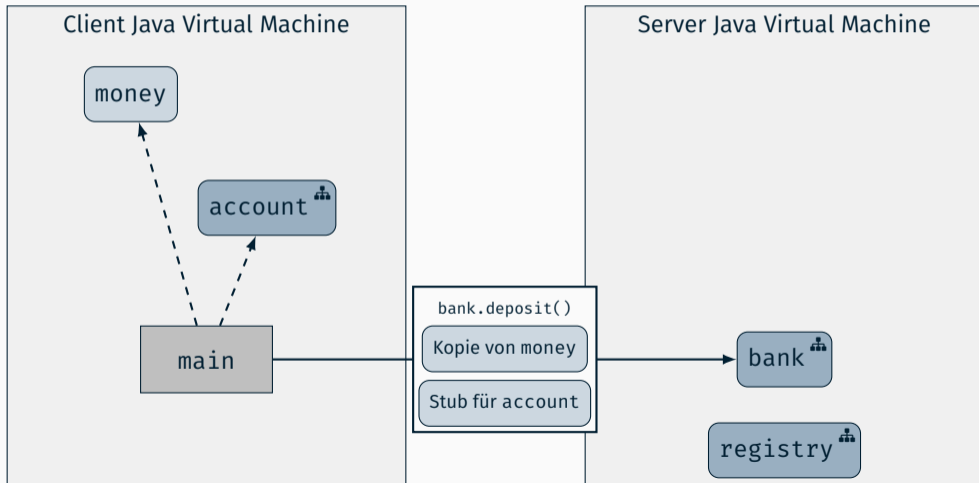 Client Java Virtual Machine
Server Java Virtual Machine
money
account
bank.deposit()
main
Kopie von money
bank
Stub für account
registry